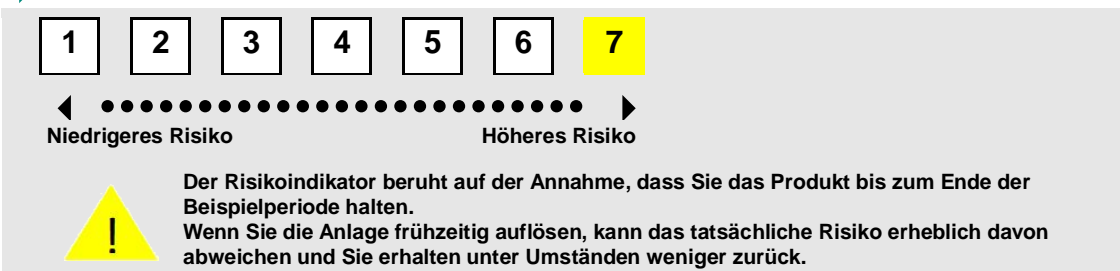 1 2 3 4 5 6 7
Niedrigeres Risiko Höheres Risiko
Der Risikoindikator beruht auf der Annahme, dass Sie das Produkt bis zum Ende der
Beispielperiode halten.
Wenn Sie die Anlage frühzeitig auflösen, kann das tatsächliche Risiko erheblich davon
abweichen und Sie erhalten unter Umständen weniger zurück.
!